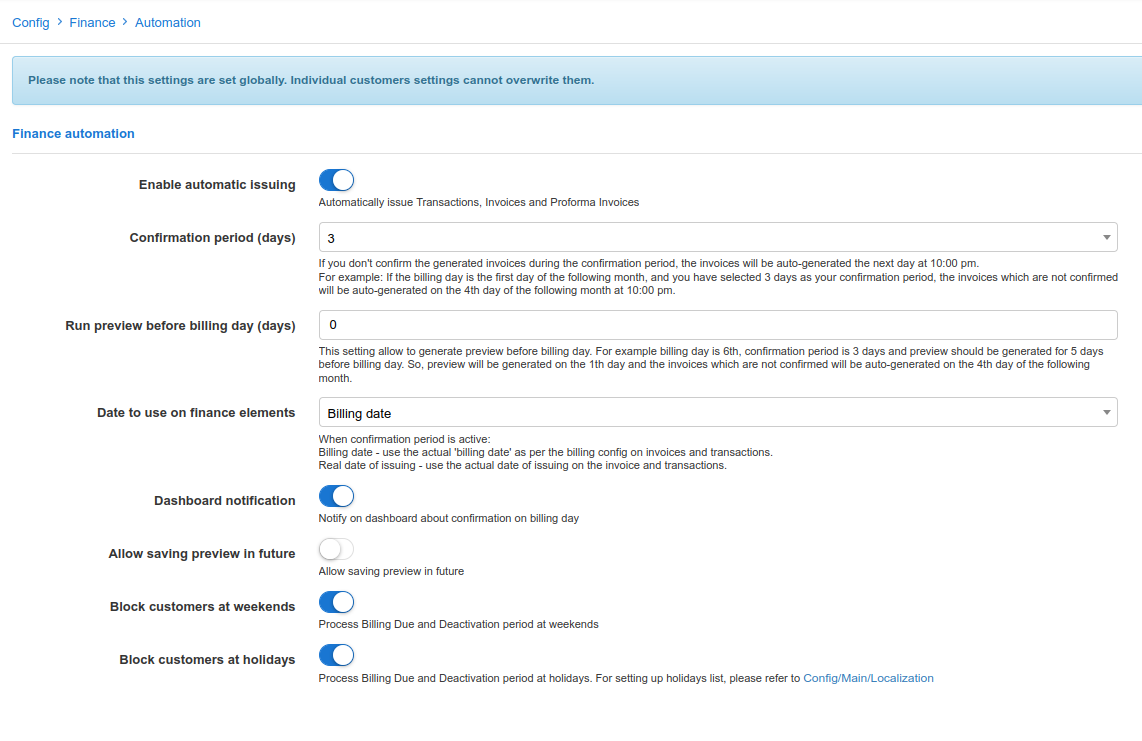 Config > Finance > Automation
Please note that this settings are set globally. Individual customers settings cannot overwrite them.
Finance automation
Enable automatic issuing
Automatically issue Transactions, Invoices and Proforma Invoices
Confirmation period (days)
3
If you don't confirm the generated invoices during the confirmation period, the invoices will be auto-generated the next day at 10:00 pm.
For example: If the billing day is the first day of the following month, and you have selected 3 days as your confirmation period, the invoices which are not confirmed
will be auto-generated on the 4th day of the following month at 10:00 pm.
Run preview before billing day (days)
0
This setting allow to generate preview before billing day. For example billing day is 6th, confirmation period is 3 days and preview should be generated for 5 days
before billing day. So, preview will be generated on the 1th day and the invoices which are not confirmed will be auto-generated on the 4th day of the following
month.
Date to use on finance elements
Billing date
When confirmation period is active:
Billing date - use the actual 'billing date' as per the billing config on invoices and transactions.
Real date of issuing - use the actual date of issuing on the invoice and transactions.
Dashboard notification
Notify on dashboard about confirmation on billing day
Allow saving preview in future
Allow saving preview in future
Block customers at weekends
Process Billing Due and Deactivation period at weekends
Block customers at holidays
Process Billing Due and Deactivation period at holidays. For setting up holidays list, please refer to Config/Main/Localization